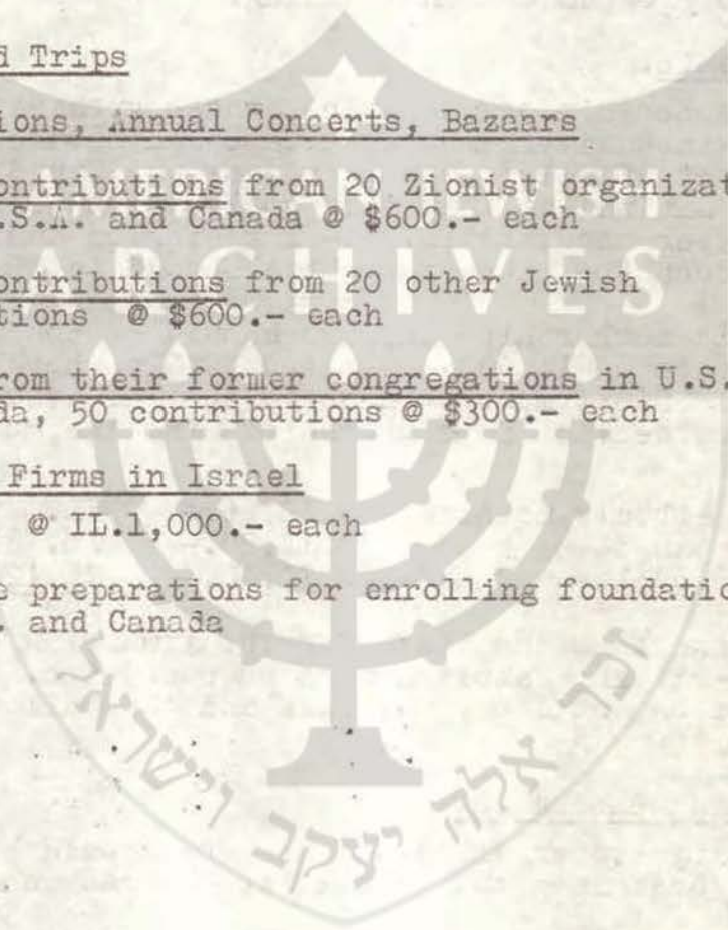 d Trips
ions, Annual Concerts, Bazaars
ontributions from 20 Zionist organizat
.S.A. and Canada @ $600.- each
ontributions from 20 other Jewish
tions @ $600.- each
rom their former congregations in U.S.
da, 50 contributions @ $300.- each
Firms in Israel
@ IL.1,000.- each
e preparations for enrolling foundatio
. and Canada
AMERICAN JEWISH
ARCHIVES
זכר אלה יעקב וישראל